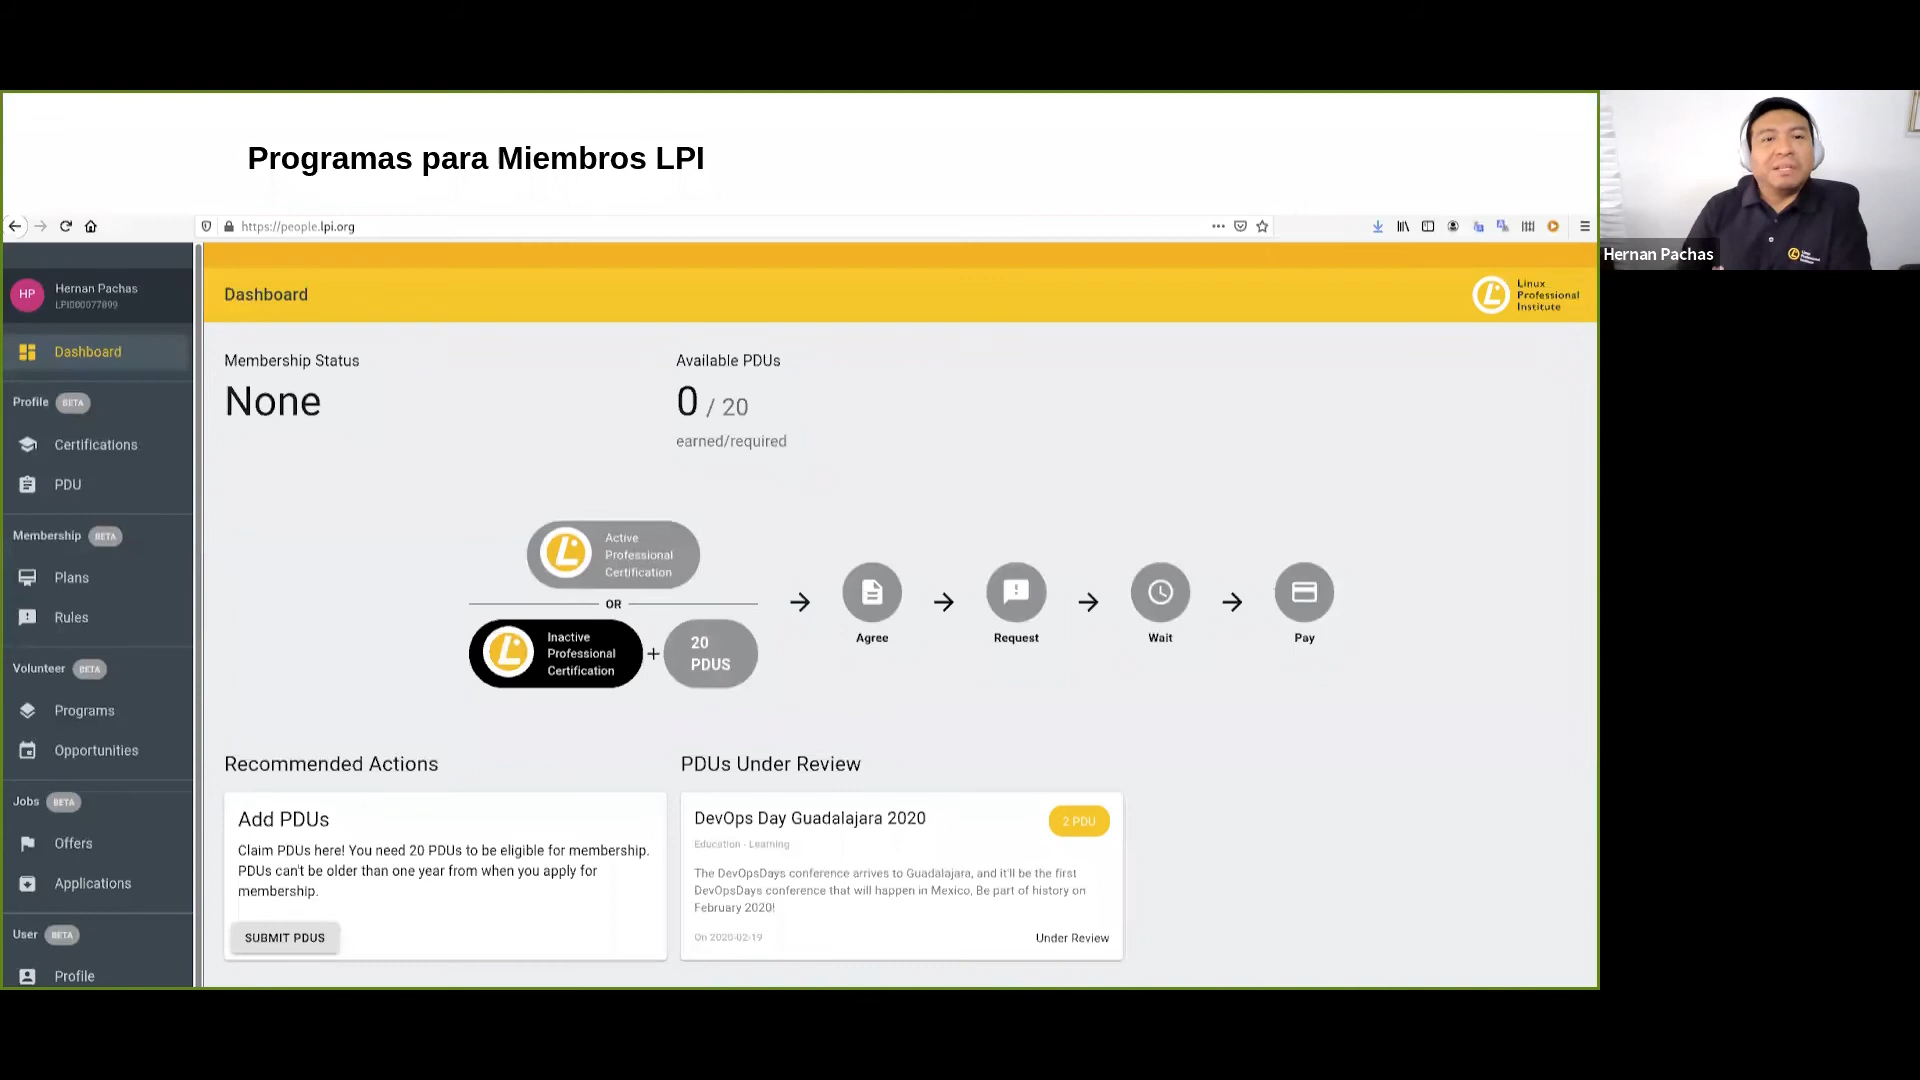 Programas para Miembros LPI
https://people.lpi.org
HP
Hernan Pachas
LPI000077899
Dashboard
Profile BETA
Certifications
PDU
Membership BETA
Plans
Rules
Volunteer BETA
Programs
Opportunities
Jobs BETA
Offers
Applications
User BETA
Profile
Dashboard
Linux
Professional
Institute
Membership Status
None
Available PDUs
0 / 20
earned/required
Active
Professional
Certification
OR
Inactive
Professional
Certification
+
20
PDUS
Agree
Request
Wait
Pay
Recommended Actions
Add PDUs
Claim PDUs here! You need 20 PDUs to be eligible for membership.
PDUs can't be older than one year from when you apply for
membership.
SUBMIT PDUS
PDUs Under Review
DevOps Day Guadalajara 2020
2 PDU
Education - Learning
The DevOpsDays conference arrives to Guadalajara, and it'll be the first
DevOpsDays conference that will happen in Mexico, Be part of history on
February 2020!
On 2020-02-19
Under Review
Hernan Pachas
Linux
Professional
Institute